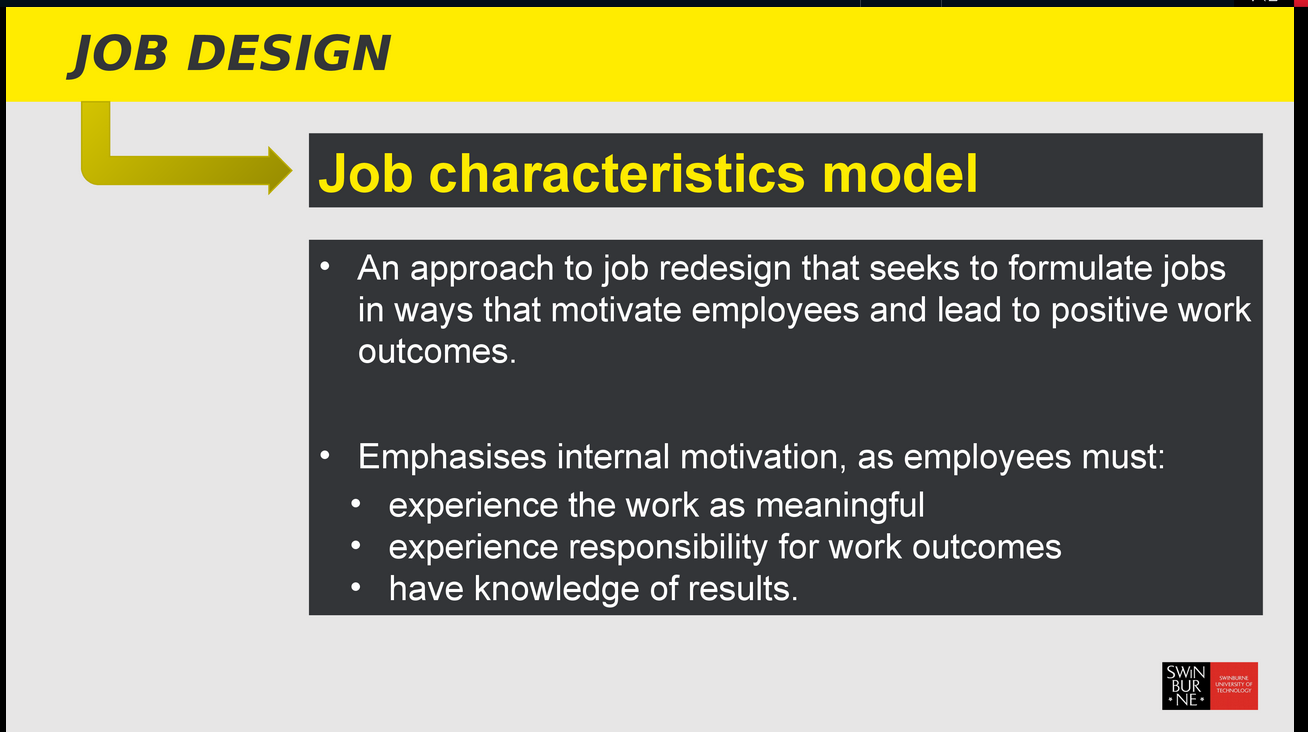 JOB DESIGN
Job characteristics model
• An approach to job redesign that seeks to formulate jobs
in ways that motivate employees and lead to positive work
outcomes.
• Emphasises internal motivation, as employees must:
• experience the work as meaningful
• experience responsibility for work outcomes
• have knowledge of results.
SWIN
BUR
* NE *
SWINBURNE
UNIVERSITY OF
TECHNOLOGY